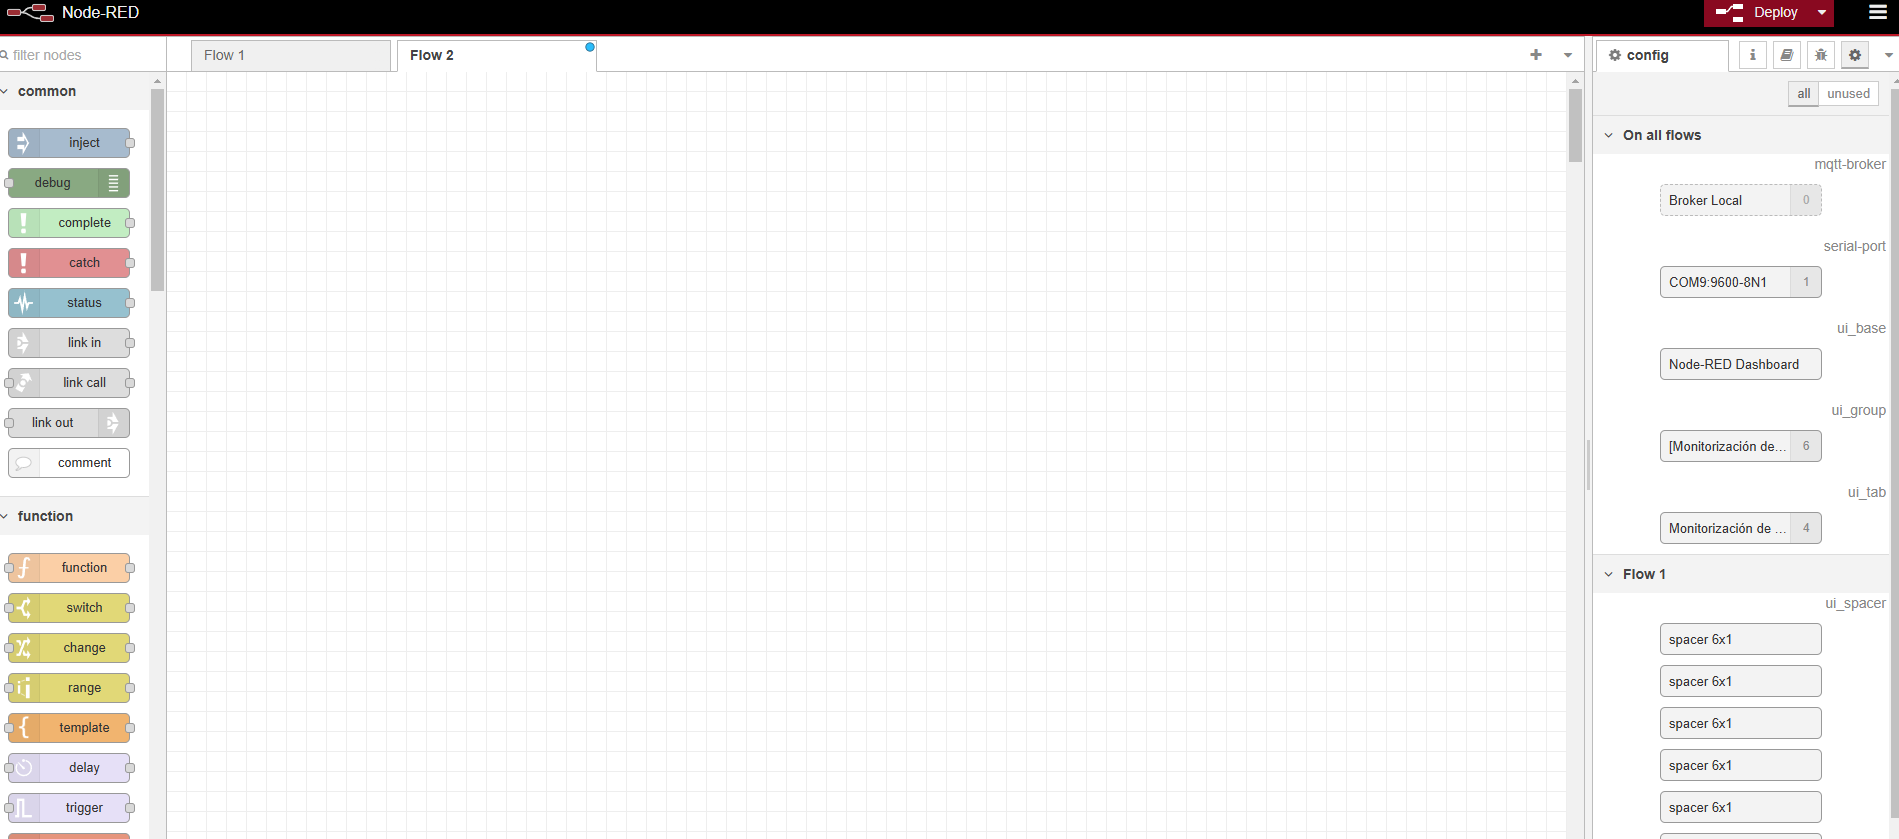 Node-RED
Deploy
filter nodes
Flow 1
Flow 2
config
all
unused
common
inject
debug
complete
catch
status
link in
link call
link out
comment
function
function
switch
change
range
template
delay
trigger
On all flows
mqtt-broker
Broker Local 0
serial-port
COM9:9600-8N1 1
ui_base
Node-RED Dashboard
ui_group
[Monitorización de... 6
ui_tab
Monitorización de ... 4
Flow 1
ui_spacer
spacer 6x1
spacer 6x1
spacer 6x1
spacer 6x1
spacer 6x1